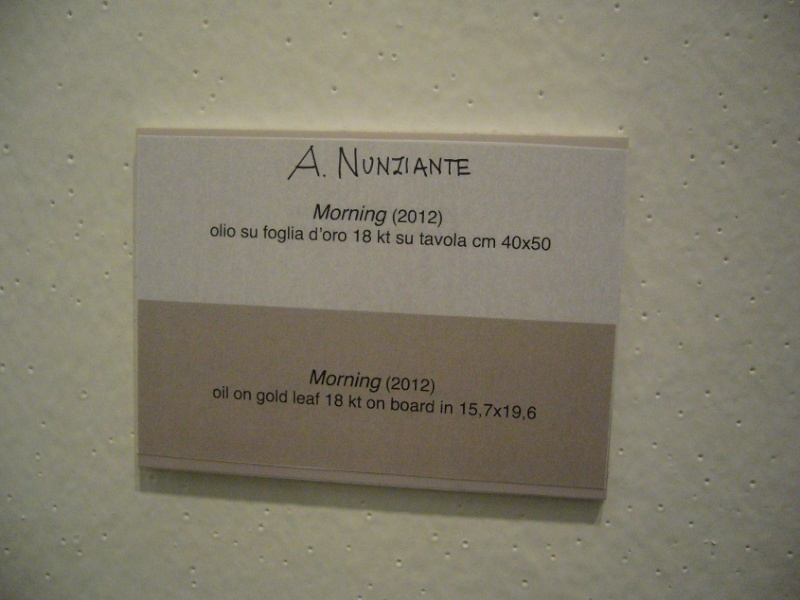 A. NUNZIANTE
Morning (2012)
olio su foglia d'oro 18 kt su tavola cm 40x50
Morning (2012)
oil on gold leaf 18 kt on board in 15,7x19,6